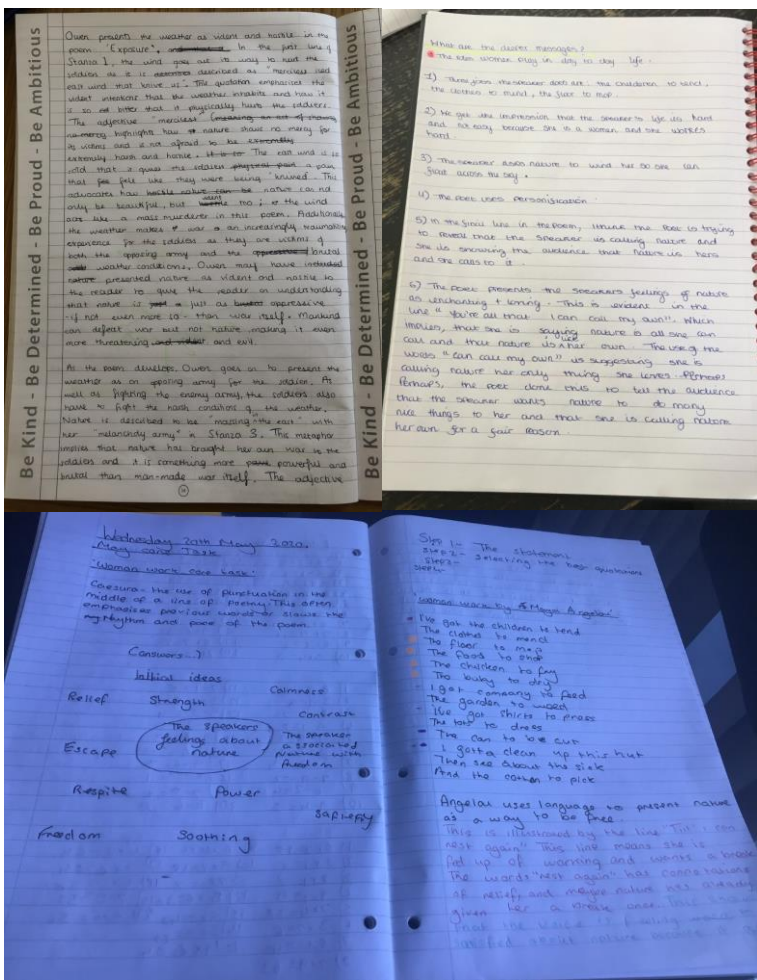 Be Kind - Be Determined - Be Proud - Be Ambitious
Owen presents the weather as violent and hostile in the
poem 'Exposure'. In the first line of
Stanza 1, the wind goes out its way to hurt the
soldiers as it is described as "merciless iced
east wind that knive us". This quotation emphasises the
violent intentions that the weather inhabits and how it
is so bitter that it physically hurts the soldiers.
The adjective "merciless"
highlights how nature shows no mercy for
its victims and is not afraid to be
extremely harsh and hostile. The east wind is so
cold that it gives the soldiers a pain
that felt like they were being "knived". This
advocates how nature can not
only be beautiful, but too; the wind
acts like a mass murderer in this poem. Additionally
the weather makes war an increasingly traumatising
experience for the soldiers as they are victims of
both the opposing army and the brutal
weather conditions. Owen may have
presented nature as violent and hostile to
the reader to give the reader an understanding
that nature is just as oppressive
-if not even more so- than war itself. Mankind
can defeat war but not nature making it even
more threatening and evil.
As the poem develops, Owen goes on to present the
weather as an opposing army for the soldiers. As
well as fighting the enemy army, the soldiers also
have to fight the harsh conditions of the weather.
Nature is described to be "massing" "the east" with
her "melancholy army" in Stanza 3. This metaphor
implies that nature has brought her own war to the
soldiers and it is something more powerful and
brutal than man-made war itself. The adjective
Be Kind - Be Determined - Be Proud - Be Ambitious
What are the messages?
The women play in day to day life.
1) The speaker does are: the children to tend,
the clothes to mend, the floor to mop.
2) We get the impression that the speakers life is hard
and not easy because she is a woman and she works
hard.
3) The speaker asks nature to wind her so she can
float across the sky.
4) The poet uses personification
5) In the final line in the poem, I think the poet is trying
to reveal that the speaker is calling nature and
she is showing the audience that nature is hers
and she calls to it.
6) The poet presents the speakers feelings of nature
as enchanting + loving. This is evident in the
line "You're all that I can call my own". Which
implies, that she is saying nature is all she can
call and that nature is like her own. The use of the
words "can call my own" is suggesting she is
calling nature her only thing she loves. Perhaps
Perhaps, the poet done this to tell the audience
that the speaker wants nature to do many
nice things to her and that she is calling nature
her own for a fair reason.
Wednesday 20th May 2020.
May care Task
'Woman work care task'
Caesura - the use of punctuation in the
middle of a line of poetry. This often
emphasises previous words or slows the
rhythm and pace of the poem.
(answers..)
Initial ideas
Relief
Strength
Calmness
Contrast
The speakers
feelings about
nature
The speaker
associated
nature with
freedom
Escape
Respite
Power
Saftefy
Freedom
Soothing
Step 1:- The statement
Step 2- Selecting the best quotations
Step 3-
Step 4-
'Woman work by Maya Angelou'
I've got the children to tend
The clothes to mend
The floor to mop
The food to shop
The chicken to fry
The baby to dry
I got company to feed
The garden to weed
I've got shirts to press
The tots to dress
The can to be cut
I gotta clean up this hut
Then see about the sick
And the cotton to pick
Angelou uses language to present nature
as a way to be free.
This is illustrated by the line "Till I can
rest again" This line means she is
fed up of working and wants a break
The words "rest again" has connotations
of relief, and maybe nature has already
given her a break once.